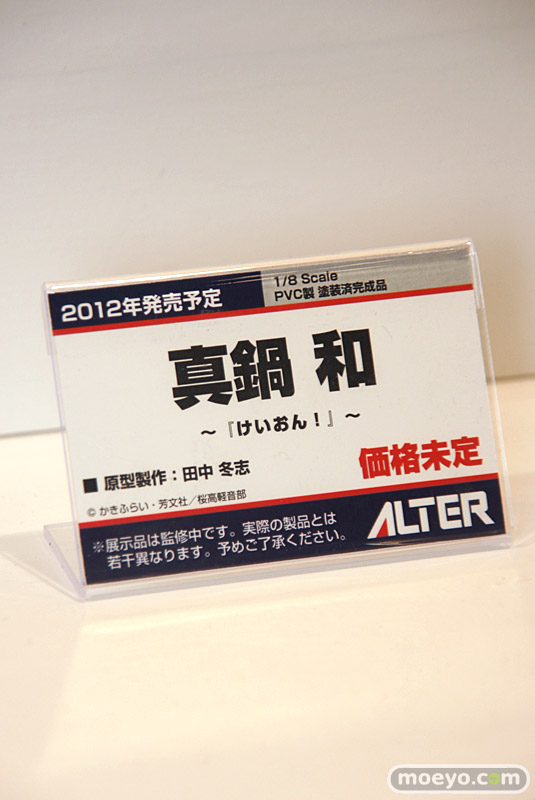 2012年発売予定
1/8 Scale
PVC製 塗装済完成品
真鍋 和
～『けいおん！』～
■ 原型製作：田中 冬志
価格未定
© かきふらい・芳文社／桜高軽音部
※展示品は監修中です。実際の製品とは
若干異なります。予めご了承ください。
ALTER
moeyo.com